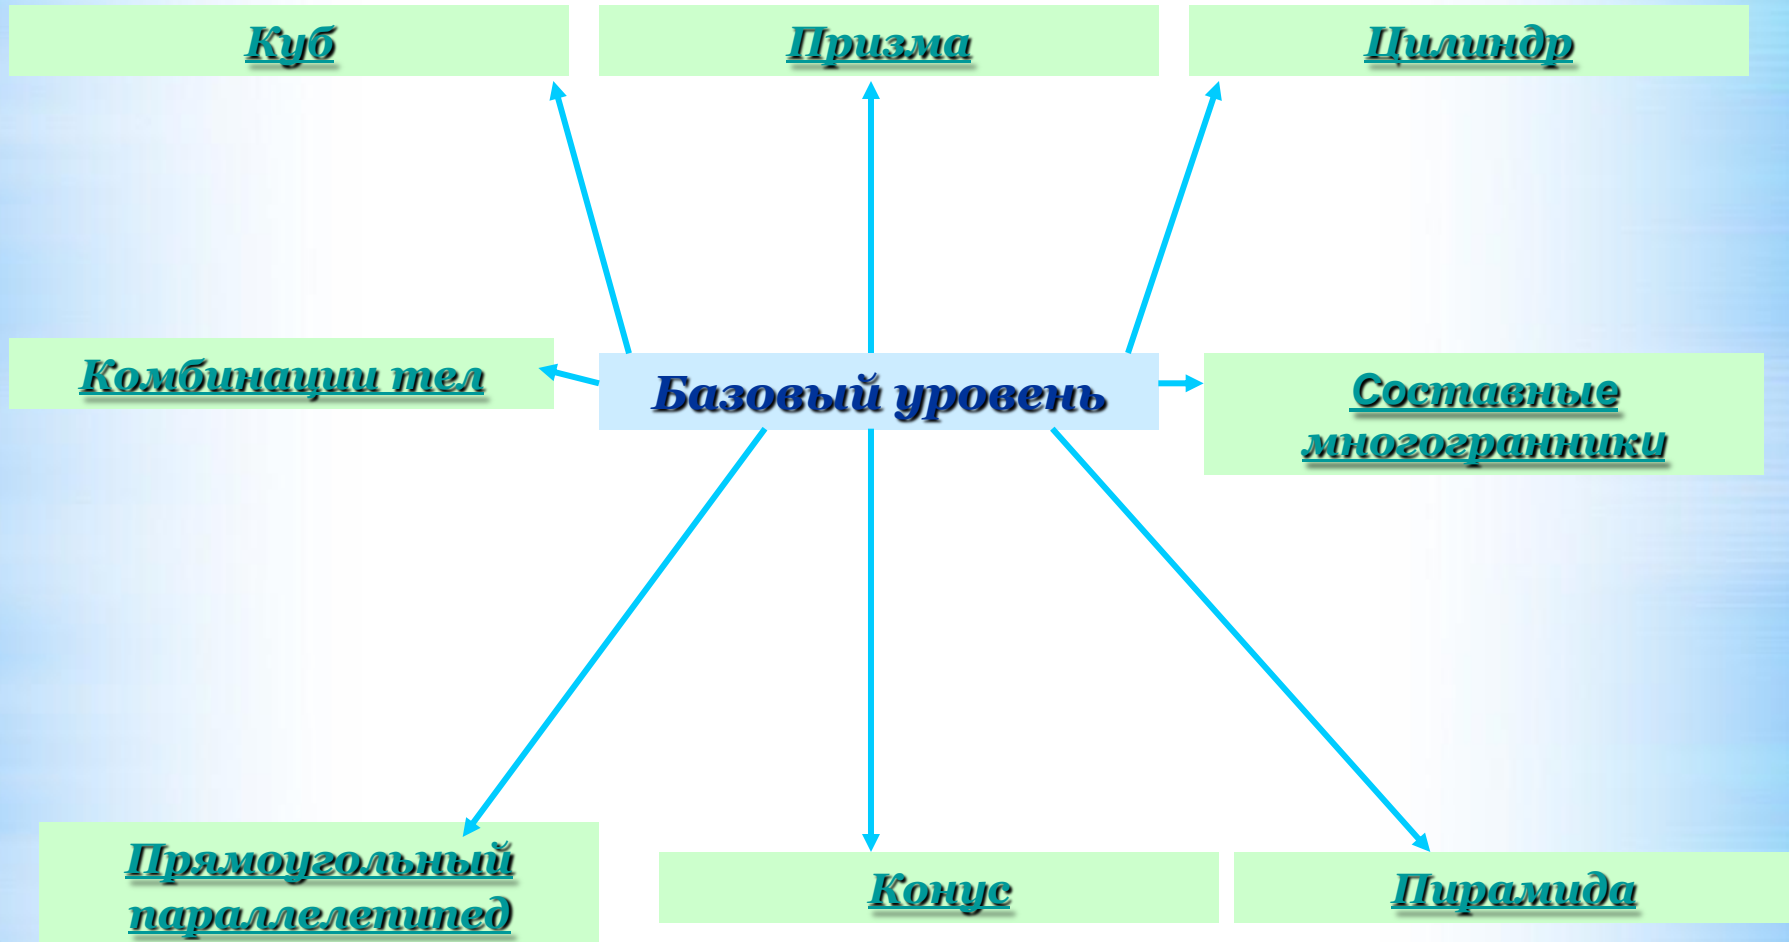 Куб
Призма
Цилиндр
Комбинации тел
Базовый уровень
Составные
многогранники
Прямоугольный
параллелепипед
Конус
Пирамида